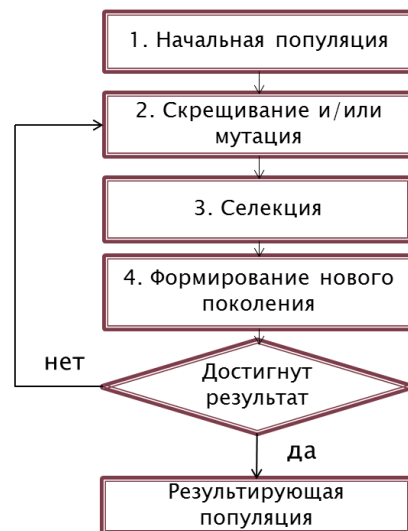 1. Начальная популяция
2. Скрещивание и/или
мутация
3. Селекция
4. Формирование нового
поколения
нет
Достигнут
результат
да
Результирующая
популяция